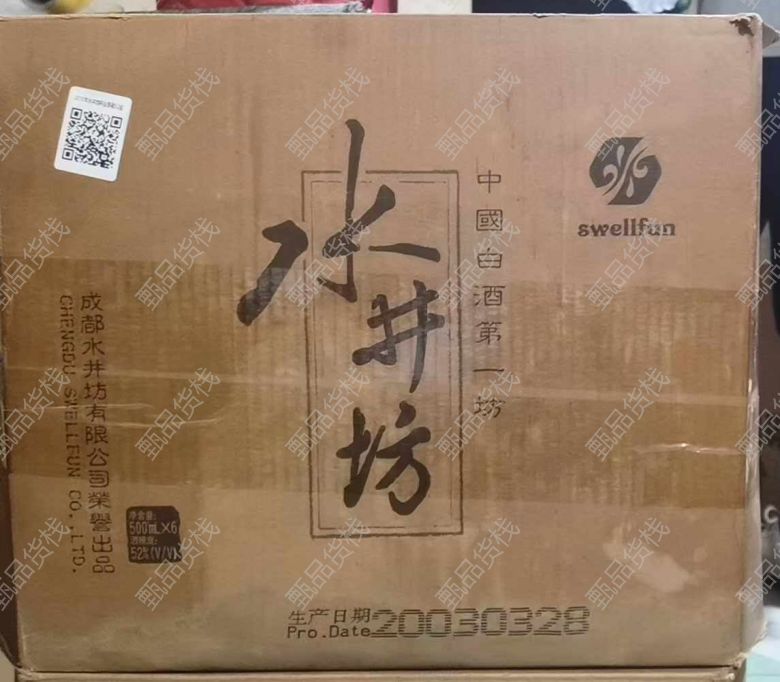 水井坊
中國白酒第一坊
swellfun
成都水井坊有限公司榮譽出品
CHENGDU SWELLFUN CO.,LTD.
净含量:
500mL×6
酒精度:
52%(V/V)
生产日期
Pro.Date
20030328
甄品货栈